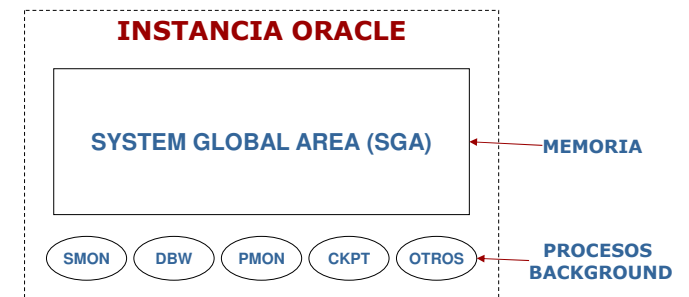 INSTANCIA ORACLE
SYSTEM GLOBAL AREA (SGA)
MEMORIA
SMON DBW PMON CKPT OTROS
PROCESOS
BACKGROUND